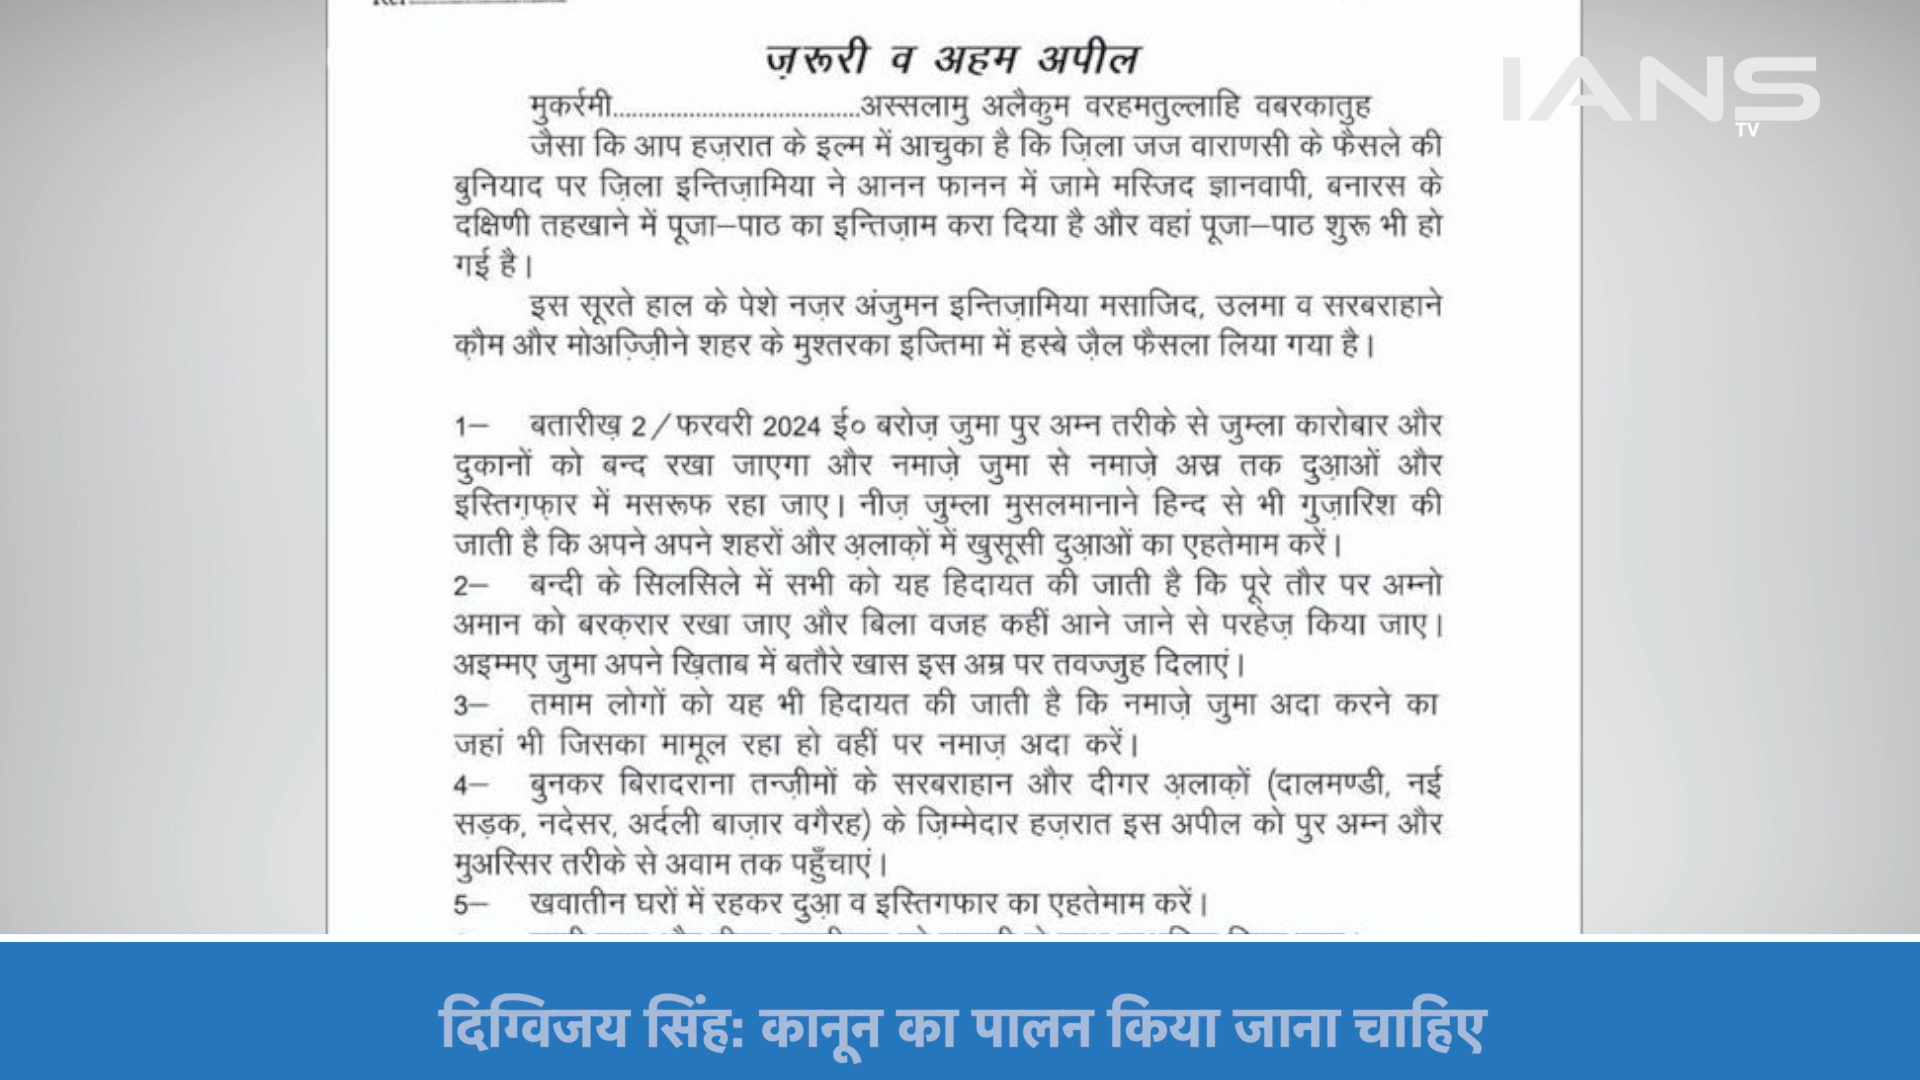 ज़रूरी व अहम अपील
IANS
TV
मुकर्रमी.......................................अस्सलामु अलैकुम वरहमतुल्लाहि वबरकातुह
जैसा कि आप हज़रात के इल्म में आचुका है कि ज़िला जज वाराणसी के फैसले की
बुनियाद पर ज़िला इन्तिज़ामिया ने आनन फानन में जामे मस्जिद ज्ञानवापी, बनारस के
दक्षिणी तहखाने में पूजा–पाठ का इन्तिज़ाम करा दिया है और वहां पूजा–पाठ शुरू भी हो
गई है।
इस सूरते हाल के पेशे नज़र अंजुमन इन्तिज़ामिया मसाजिद, उलमा व सरबराहाने
क़ौम और मोअज़्ज़िीने शहर के मुश्तरका इज्तिमा में हस्बे ज़ैल फैसला लिया गया है।
1– बतारीख़ 2/फरवरी 2024 ई० बरोज़ जुमा पुर अम्न तरीके से जुम्ला कारोबार और
दुकानों को बन्द रखा जाएगा और नमाज़े जुमा से नमाज़े अस्र तक दुआ़ओं और
इस्तिग़फ़ार में मसरूफ रहा जाए। नीज़ जुम्ला मुसलमानाने हिन्द से भी गुज़ारिश की
जाती है कि अपने अपने शहरों और अ़लाक़ों में खुसूसी दुआ़ओं का एहतेमाम करें।
2– बन्दी के सिलसिले में सभी को यह हिदायत की जाती है कि पूरे तौर पर अम्नो
अमान को बरक़रार रखा जाए और बिला वजह कहीं आने जाने से परहेज़ किया जाए।
अइम्मए जुमा अपने ख़िताब में बतौरे खास इस अम्र पर तवज्जुह दिलाएं।
3– तमाम लोगों को यह भी हिदायत की जाती है कि नमाज़े जुमा अदा करने का
जहां भी जिसका मामूल रहा हो वहीं पर नमाज़ अदा करें।
4– बुनकर बिरादराना तन्ज़ीमों के सरबराहान और दीगर अ़लाक़ों (दालमण्डी, नई
सड़क, नदेसर, अर्दली बाज़ार वगैरह) के ज़िम्मेदार हज़रात इस अपील को पुर अम्न और
मुअस्सिर तरीके से अवाम तक पहुँचाएं।
5– खवातीन घरों में रहकर दुआ़ व इस्तिगफार का एहतेमाम करें।
दिग्विजय सिंह: कानून का पालन किया जाना चाहिए